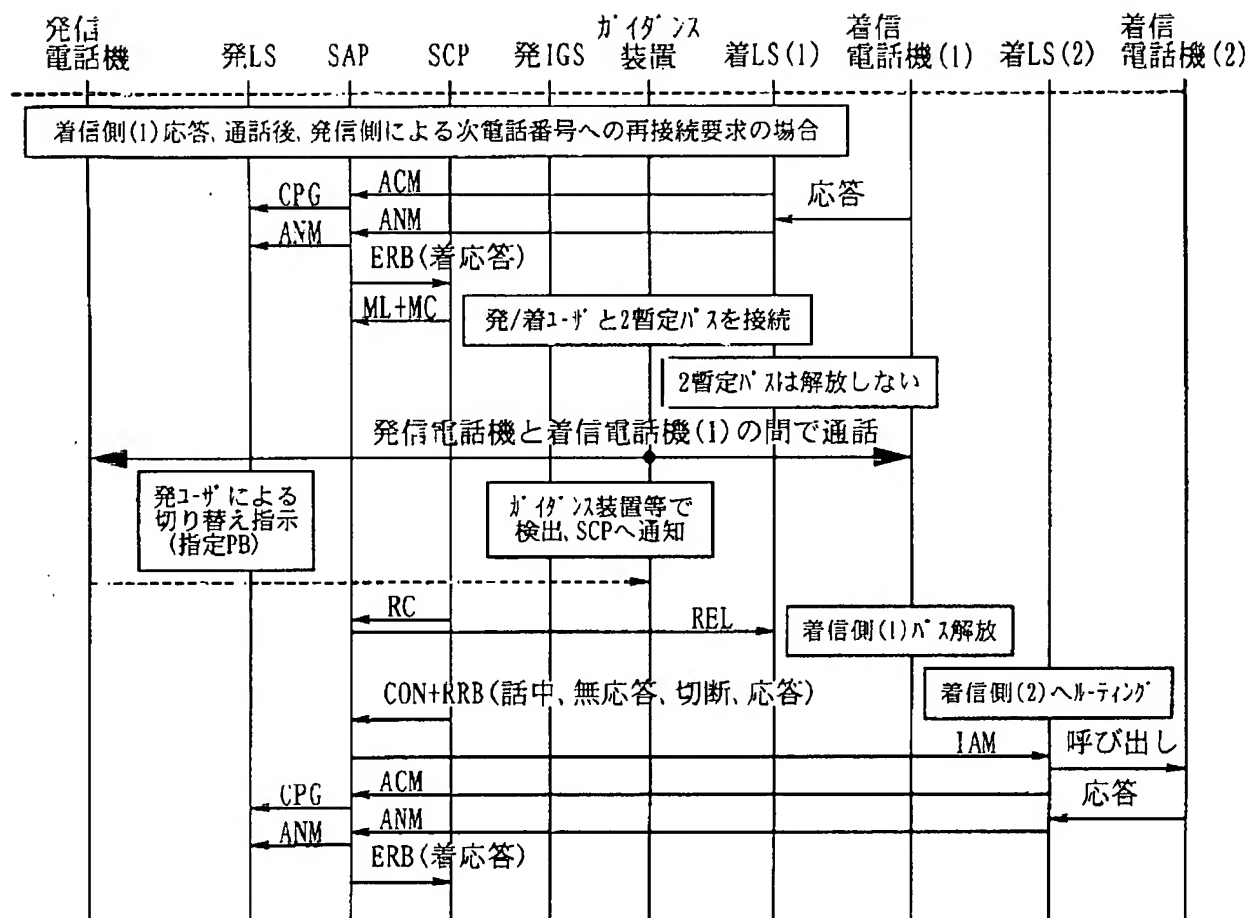 発信
電話機
発LS
SAP
SCP
発IGS
ｶﾞｲﾀﾞﾝｽ
装置
着LS(1)
着信
電話機(1)
着LS(2)
着信
電話機(2)
着信側(1)応答、通話後、発信側による次電話番号への再接続要求の場合
ACM
CPG
応答
ANM
ANM
ERB(着応答)
ML+MC
発/着ﾕｰｻﾞと2暫定ﾊﾟｽを接続
2暫定ﾊﾟｽは解放しない
発信電話機と着信電話機(1)の間で通話
発ﾕｰｻﾞによる
切り替え指示
(指定PB)
ｶﾞｲﾀﾞﾝｽ装置等で
検出、SCPへ通知
RC
REL
着信側(1)ﾊﾟｽ解放
CON+RRB(話中、無応答、切断、応答)
着信側(2)へﾙｰﾃｨﾝｸﾞ
IAM
呼び出し
ACM
CPG
応答
ANM
ANM
ERB(着応答)